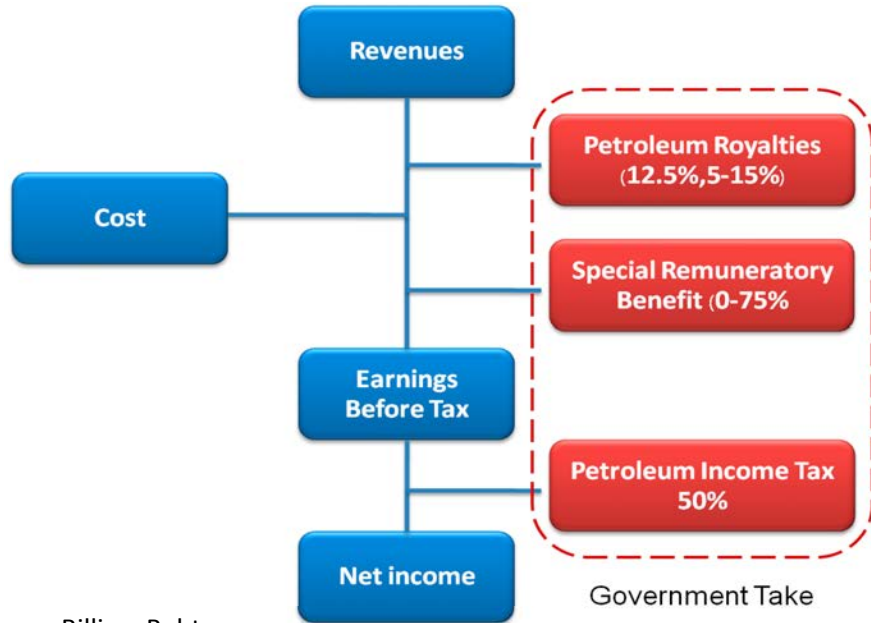 Revenues
Petroleum Royalties
(12.5%,5-15%)
Cost
Special Remuneratory
Benefit (0-75%
Earnings
Before Tax
Petroleum Income Tax
50%
Net income
Government Take